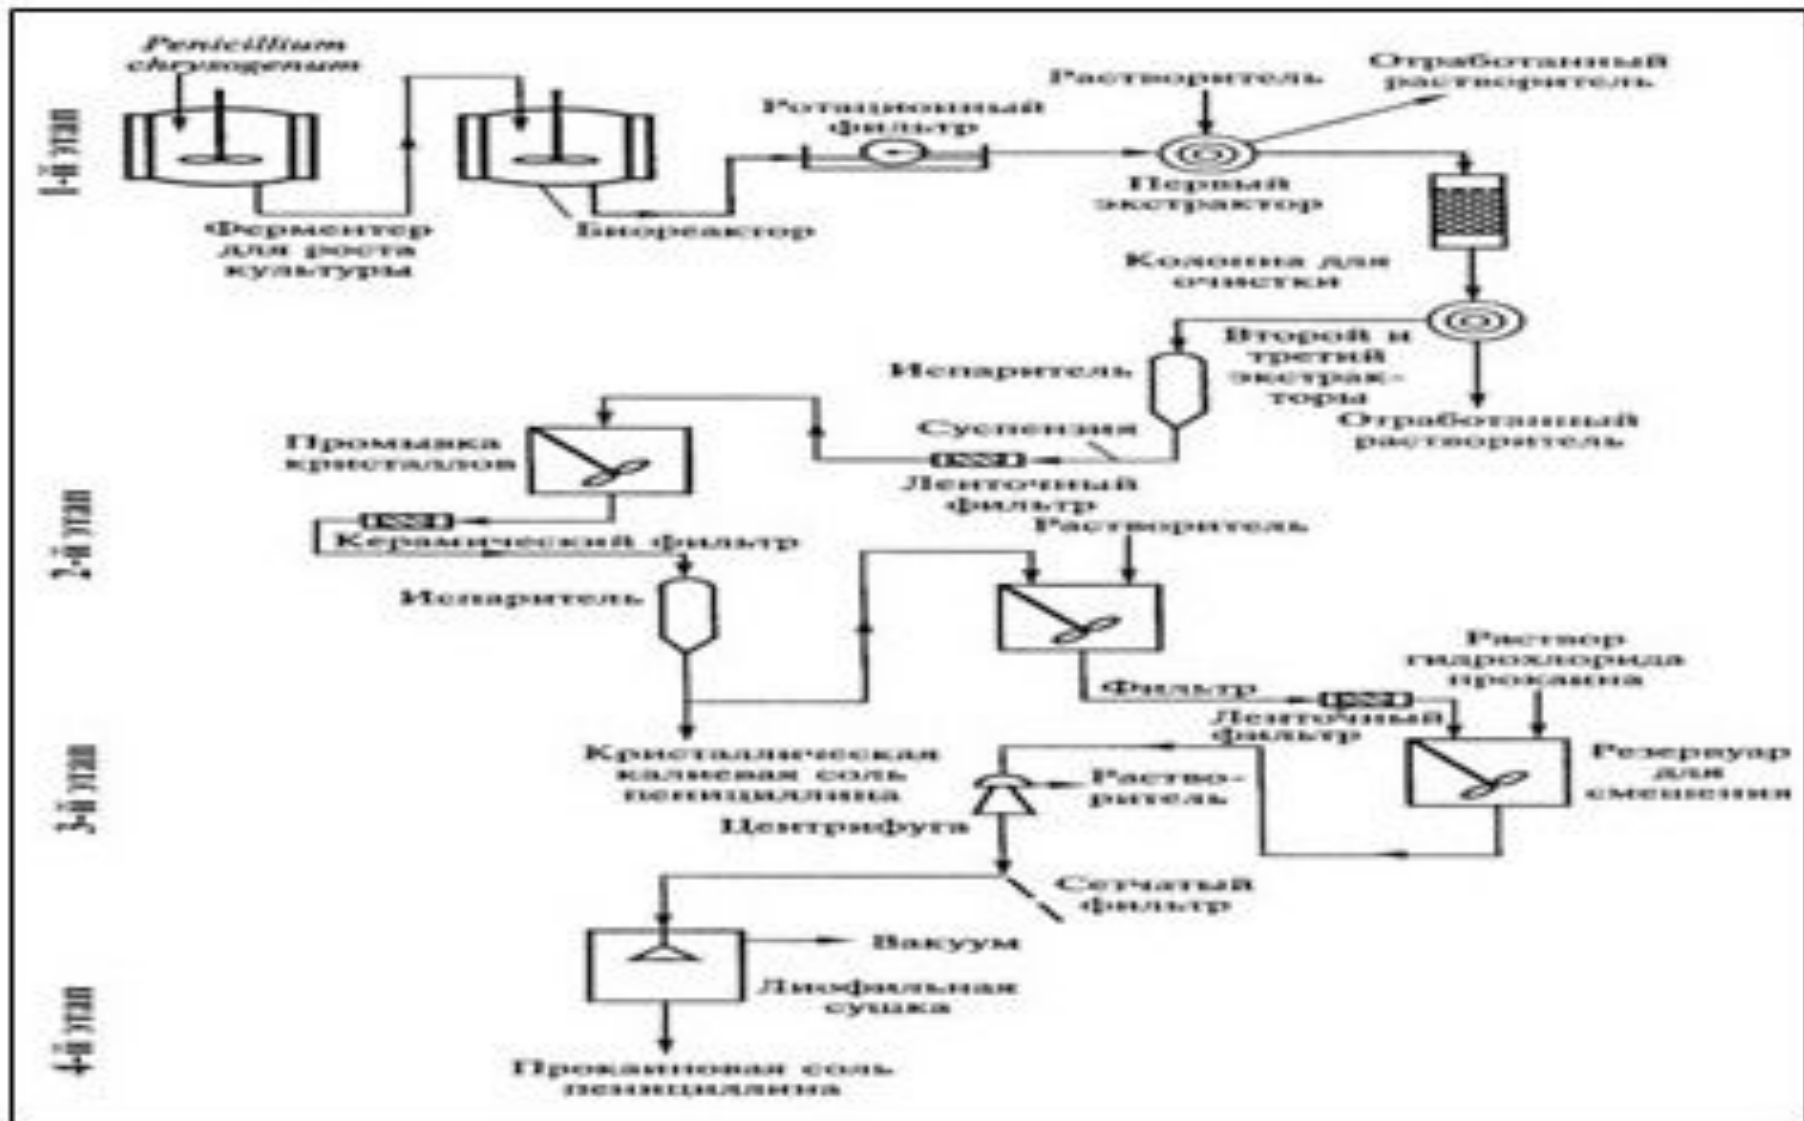 Penicillium
chrysogenum
Ферментер
для роста
культуры
Биореактор
Ротационный
фильтр
Растворитель
Отработанный
растворитель
Первый
экстрактор
Колонна для
очистки
Второй и
третий
экстрак-
торы
Отработанный
растворитель
Испаритель
Суспензия
Ленточный
фильтр
Промывка
кристаллов
Керамический фильтр
Испаритель
Кристаллическая
калиевая соль
пенициллина
Растворитель
Фильтр
Ленточный
фильтр
Раствор
гидрохлорида
прокаина
Резервуар
для
смешения
Раство-
ритель
Центрифуга
Сетчатый
фильтр
Вакуум
Лиофильная
сушка
Прокаиновая соль
пенициллина
1-й этап
2-й этап
3-й этап
4-й этап